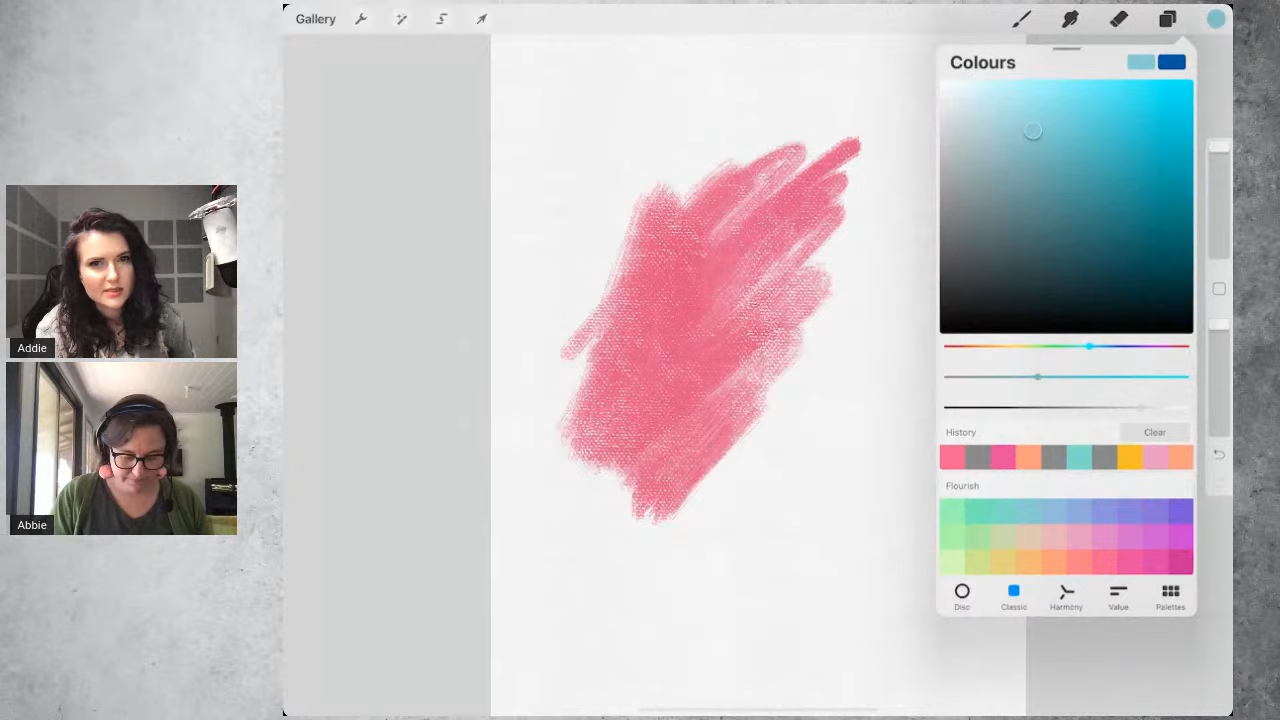 Gallery
Colours
History
Clear
Flourish
Disc
Classic
Harmony
Value
Palettes
Addie
Abbie